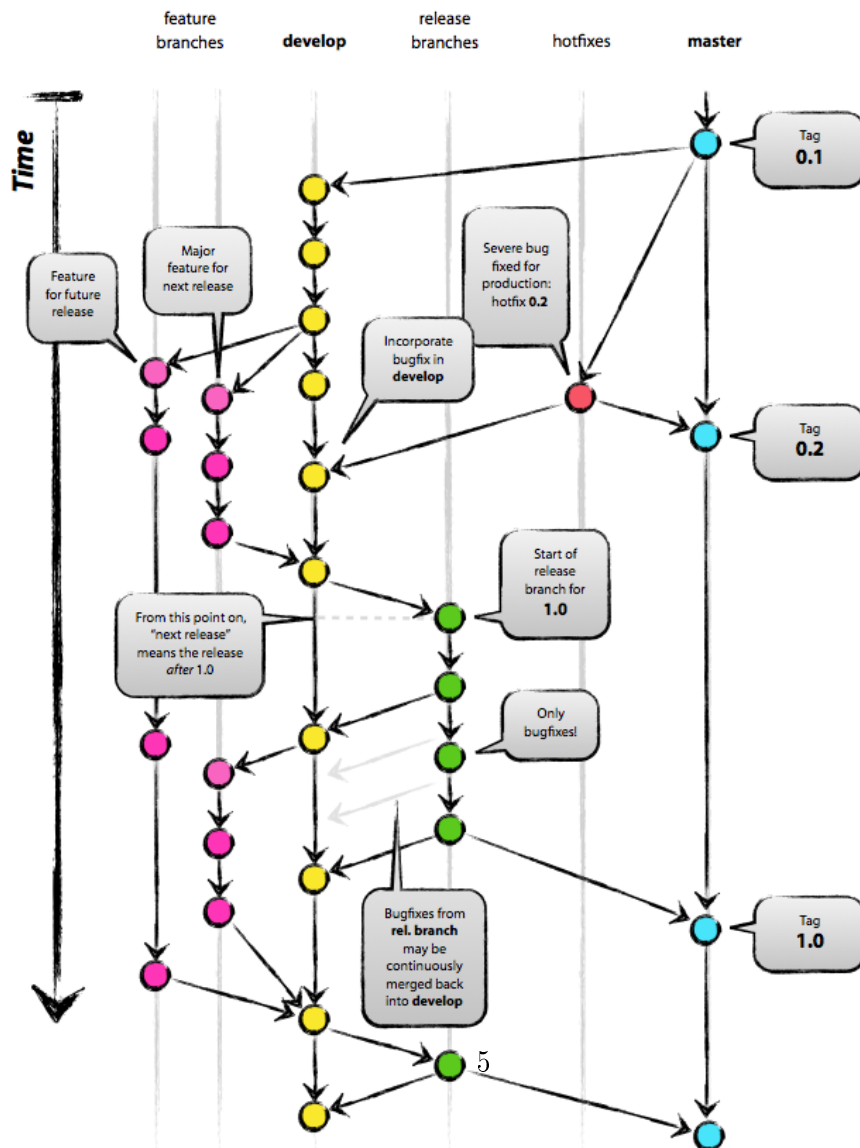 feature
branches
develop
release
branches
hotfixes
master
Time
Tag
0.1
Major
feature for
next release
Feature
for future
release
Severe bug
fixed for
production:
hotfix 0.2
Incorporate
bugfix in
develop
Tag
0.2
Start of
release
branch for
1.0
From this point on,
“next release”
means the release
after 1.0
Only
bugfixes!
Bugfixes from
rel. branch
may be
continuously
merged back
into develop
Tag
1.0
5